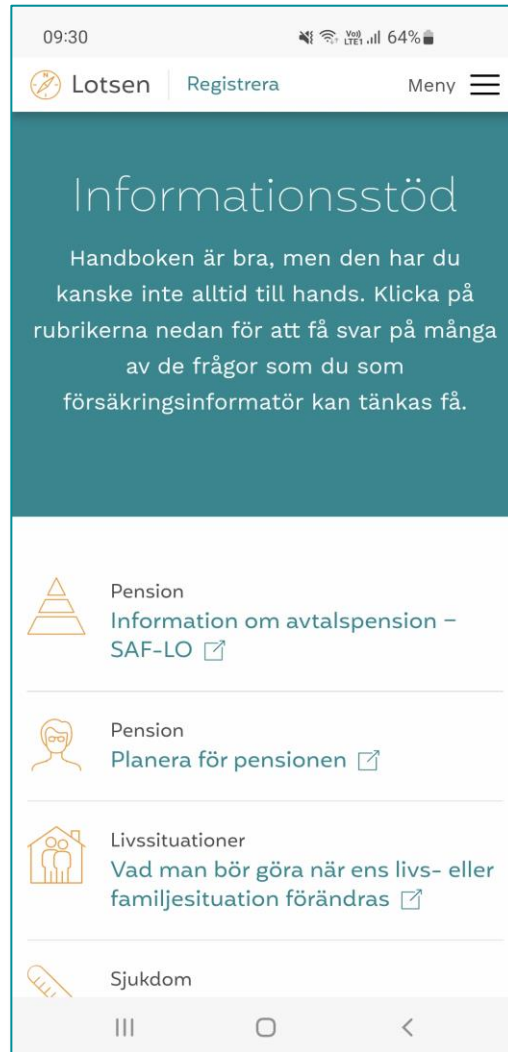 09:30 Vo) LTE1 64%
Lotsen Registrera Meny
Informationsstöd
Handboken är bra, men den har du
kanske inte alltid till hands. Klicka på
rubrikerna nedan för att få svar på många
av de frågor som du som
försäkringsinformatör kan tänkas få.
Pension
Information om avtalspension –
SAF-LO
Pension
Planera för pensionen
Livssituationer
Vad man bör göra när ens livs- eller
familjesituation förändras
Sjukdom